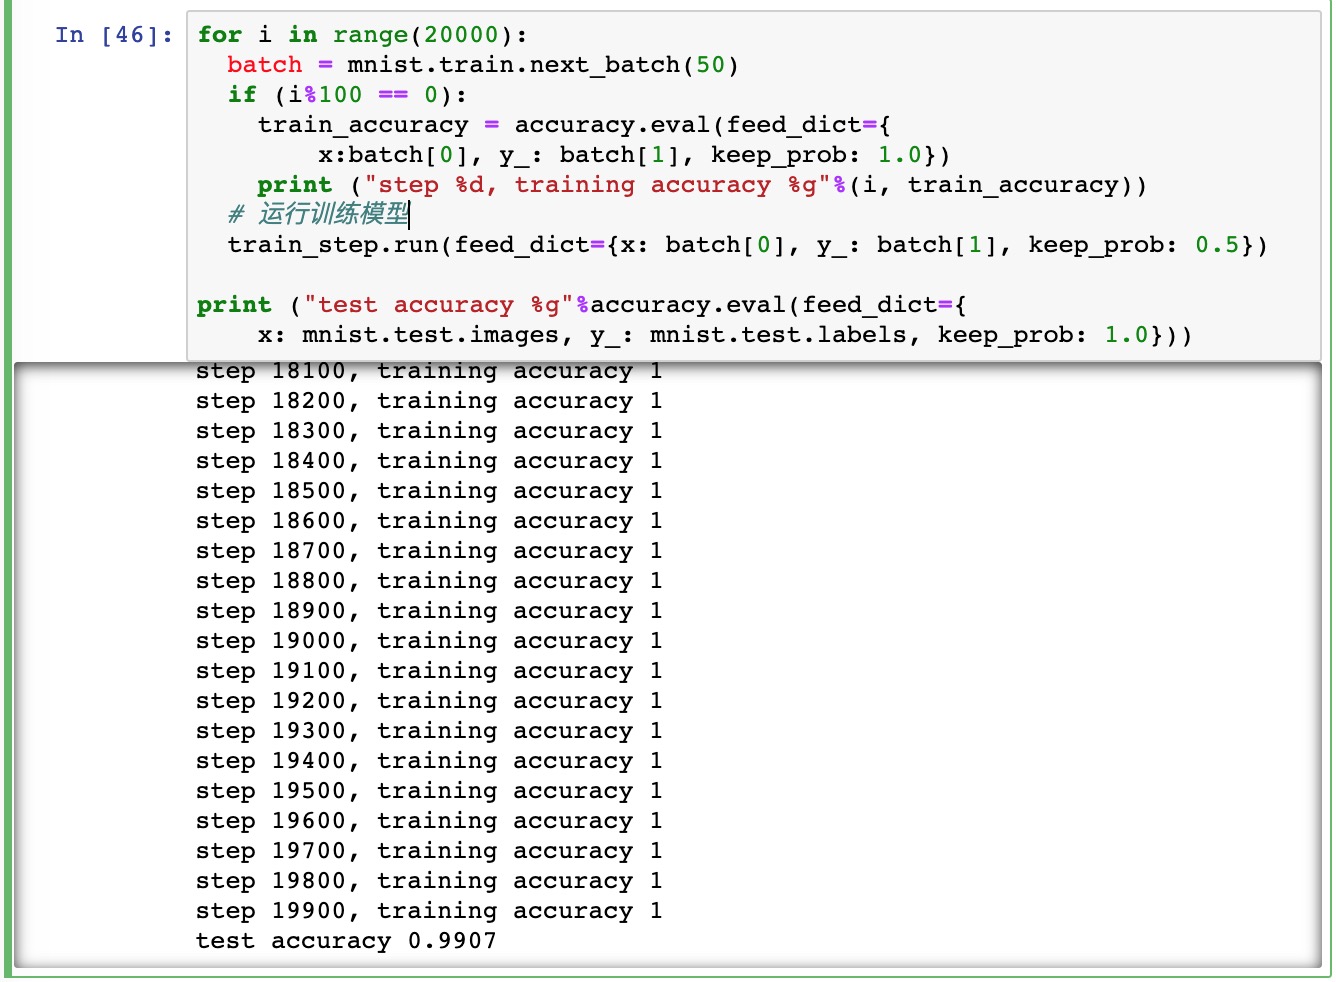 In [46]: for i in range(20000):
batch = mnist.train.next_batch(50)
if (i%100 == 0):
train_accuracy = accuracy.eval(feed_dict={
x:batch[0], y_: batch[1], keep_prob: 1.0})
print ("step %d, training accuracy %g"%(i, train_accuracy))
# 运行训练模型
train_step.run(feed_dict={x: batch[0], y_: batch[1], keep_prob: 0.5})
print ("test accuracy %g"%accuracy.eval(feed_dict={
x: mnist.test.images, y_: mnist.test.labels, keep_prob: 1.0}))
step 18100, training accuracy 1
step 18200, training accuracy 1
step 18300, training accuracy 1
step 18400, training accuracy 1
step 18500, training accuracy 1
step 18600, training accuracy 1
step 18700, training accuracy 1
step 18800, training accuracy 1
step 18900, training accuracy 1
step 19000, training accuracy 1
step 19100, training accuracy 1
step 19200, training accuracy 1
step 19300, training accuracy 1
step 19400, training accuracy 1
step 19500, training accuracy 1
step 19600, training accuracy 1
step 19700, training accuracy 1
step 19800, training accuracy 1
step 19900, training accuracy 1
test accuracy 0.9907